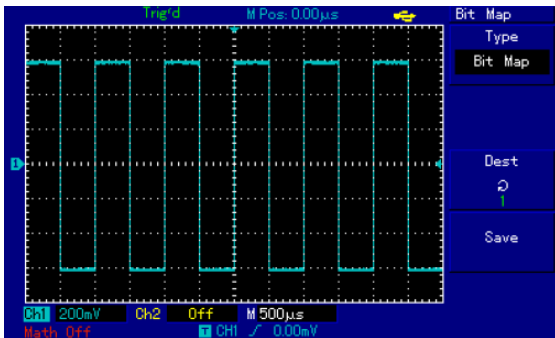 Trig'd M Pos: 0.00µs Bit Map
Type
Bit Map
1
Dest
1
Save
Ch1 200mV Ch2 Off M 500µs
Math Off T CH1 0.00mV